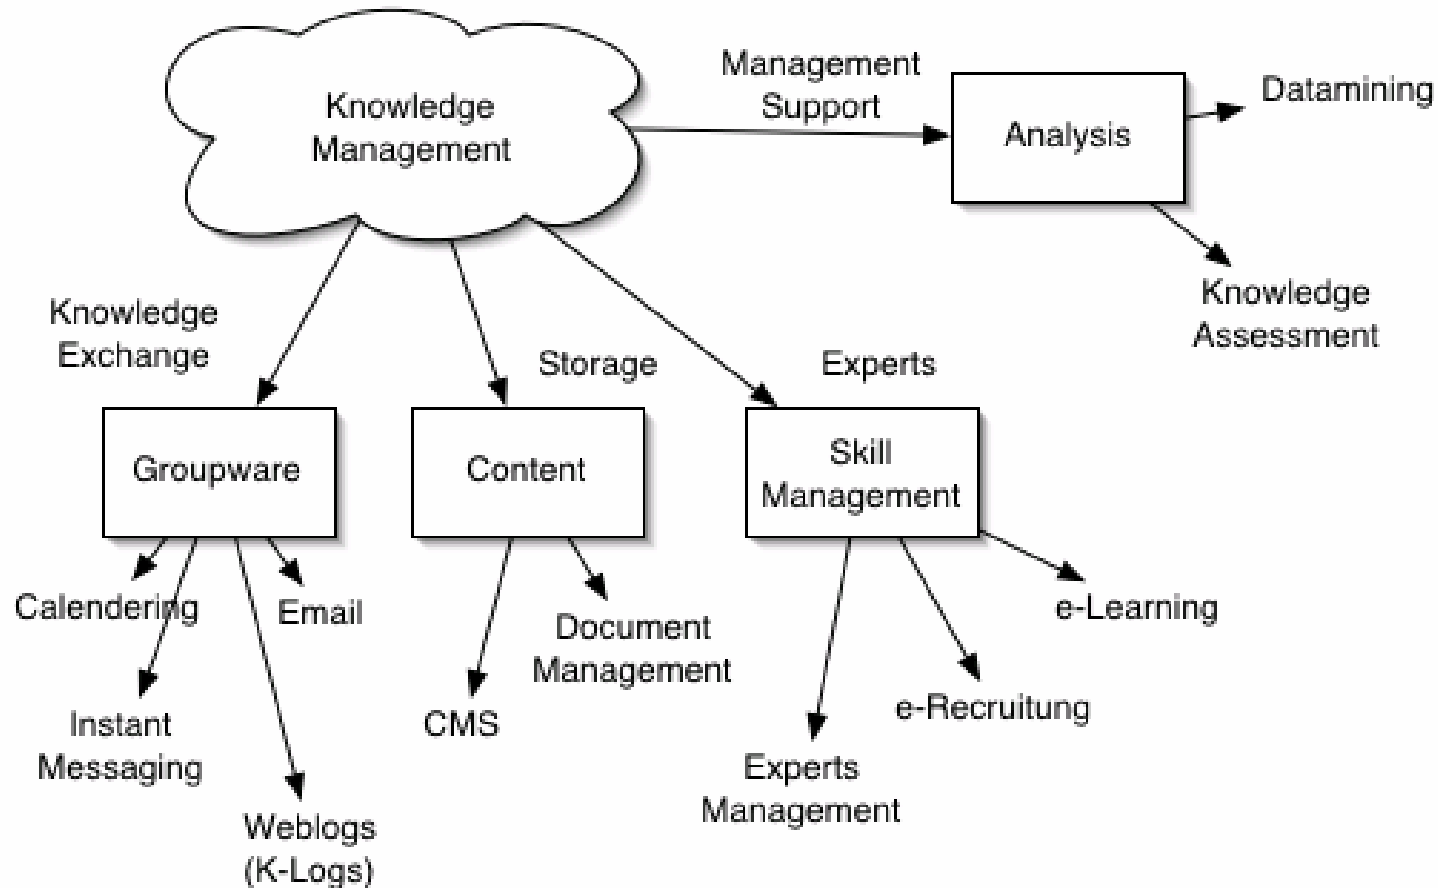 Knowledge
Management
Management
Support
Analysis
Datamining
Knowledge
Assessment
Knowledge
Exchange
Storage
Experts
Groupware
Content
Skill
Management
Calendering
Email
Instant
Messaging
Weblogs
(K-Logs)
CMS
Document
Management
Experts
Management
e-Recruitung
e-Learning